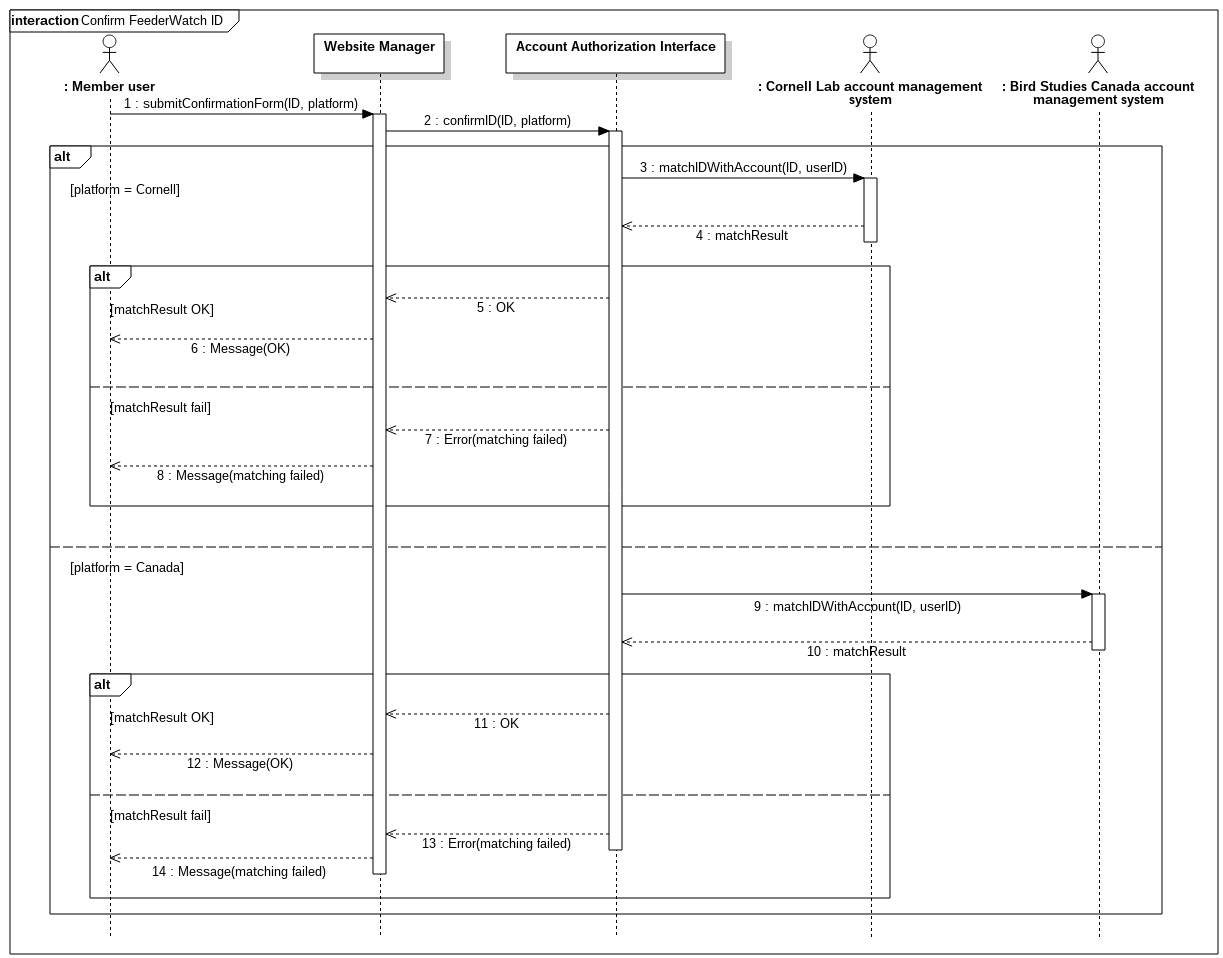 interaction Confirm FeederWatch ID
: Member user
Website Manager
Account Authorization Interface
: Cornell Lab account management
system
: Bird Studies Canada account
management system
1 : submitConfirmationForm(ID, platform)
2 : confirmID(ID, platform)
alt
3 : matchIDWithAccount(ID, userID)
[platform = Cornell]
4 : matchResult
alt
5 : OK
[matchResult OK]
6 : Message(OK)
[matchResult fail]
7 : Error(matching failed)
8 : Message(matching failed)
[platform = Canada]
9 : matchIDWithAccount(ID, userID)
10 : matchResult
alt
[matchResult OK]
11 : OK
12 : Message(OK)
[matchResult fail]
13 : Error(matching failed)
14 : Message(matching failed)